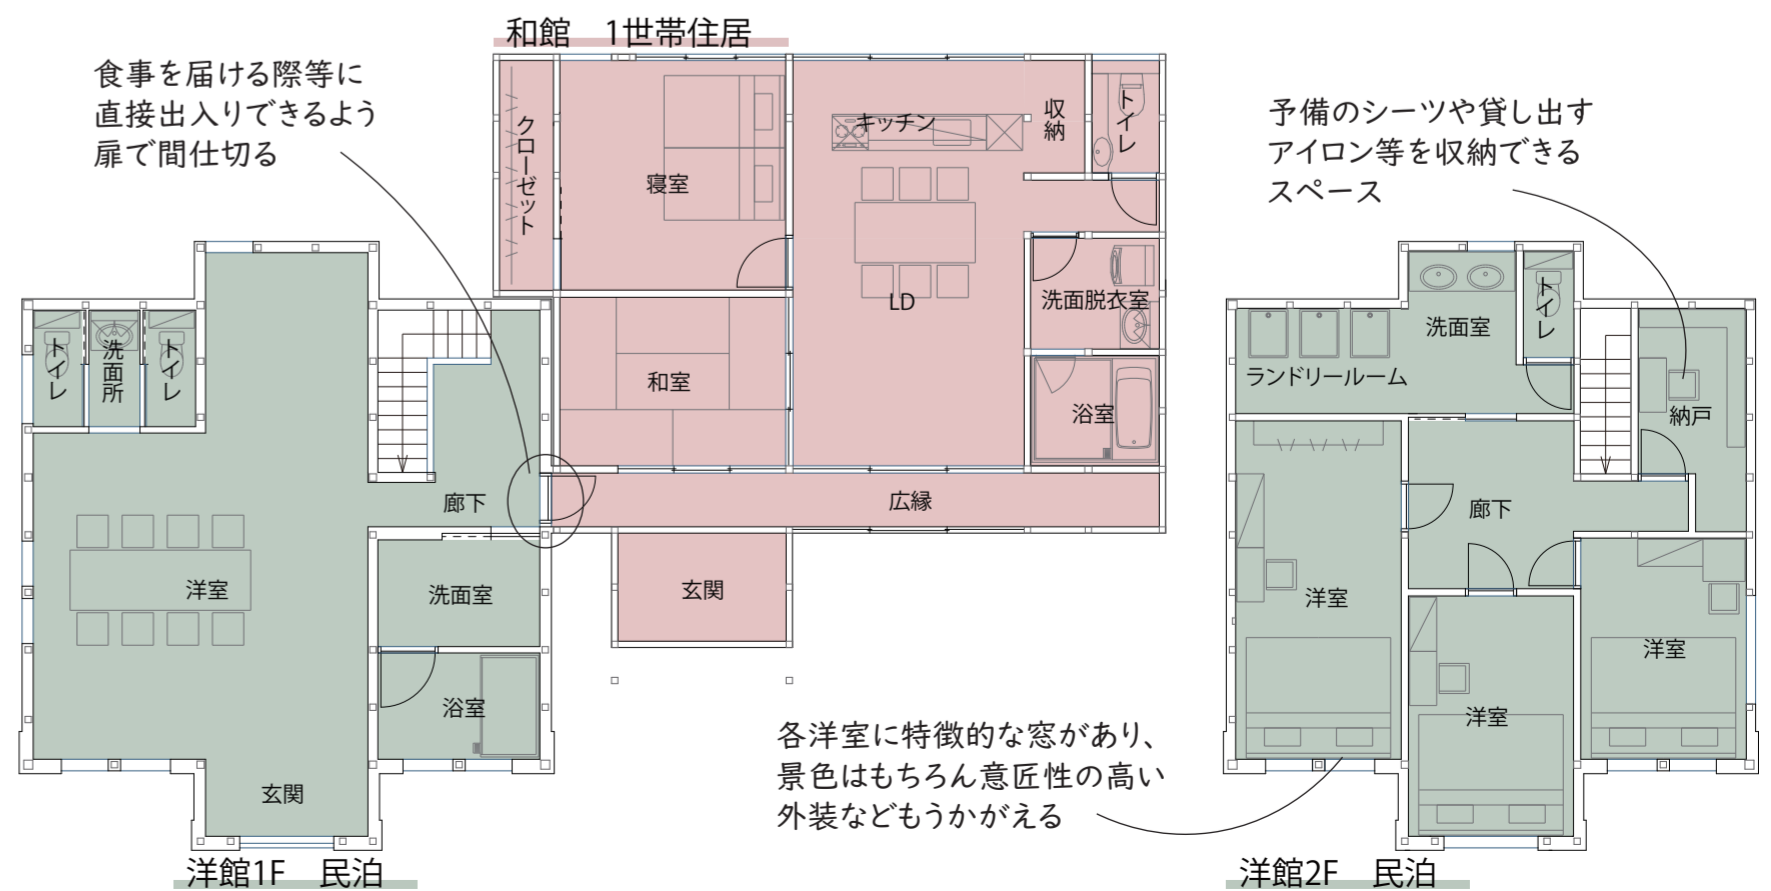 和館 1世帯住居
食事を届ける際等に
直接出入りできるよう
扉で間仕切る
クローゼット
寝室
キッチン
収納
トイレ
LD
洗面脱衣室
和室
浴室
広縁
玄関
トイレ
洗面所
トイレ
廊下
洋室
洗面室
浴室
玄関
洋館1F 民泊
予備のシーツや貸し出す
アイロン等を収納できる
スペース
洗面室
トイレ
ランドリールーム
納戸
廊下
洋室
洋室
洋室
各洋室に特徴的な窓があり、
景色はもちろん意匠性の高い
外装などもうかがえる
洋館2F 民泊